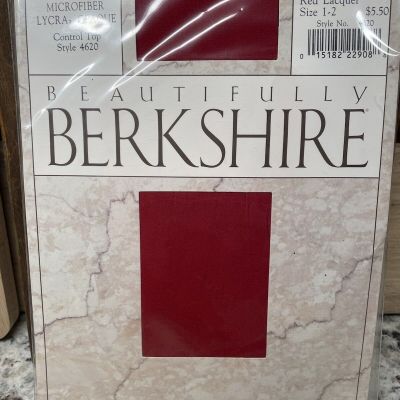 MICROFIBER
LYCRA OPAQUE
Control Top
Style 4620
Red Lacquer
Size 1-2 $5.50
Style No.
0 15182 22908
BEAUTIFULLY
BERKSHIRE®